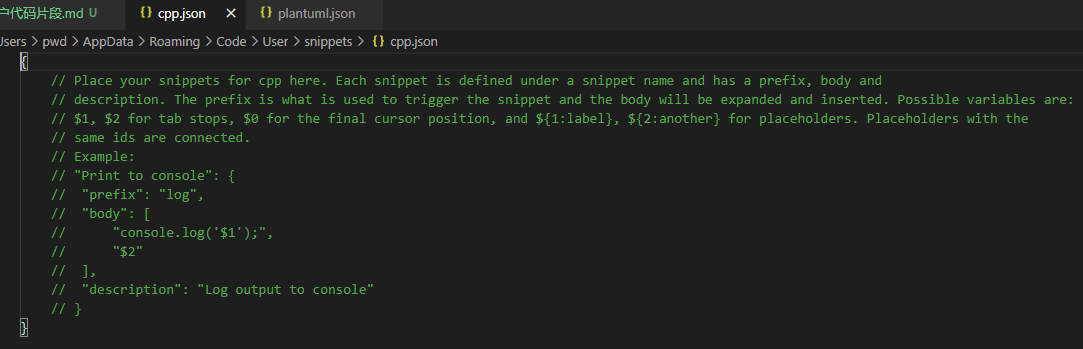 户代码片段.md U cpp.json × plantuml.json
Users > pwd > AppData > Roaming > Code > User > snippets > {} cpp.json
{
// Place your snippets for cpp here. Each snippet is defined under a snippet name and has a prefix, body and
// description. The prefix is what is used to trigger the snippet and the body will be expanded and inserted. Possible variables are:
// $1, $2 for tab stops, $0 for the final cursor position, and ${1:label}, ${2:another} for placeholders. Placeholders with the
// same ids are connected.
// Example:
// "Print to console": {
//  "prefix": "log",
//  "body": [
//      "console.log('$1');",
//      "$2"
//  ],
//  "description": "Log output to console"
// }
}